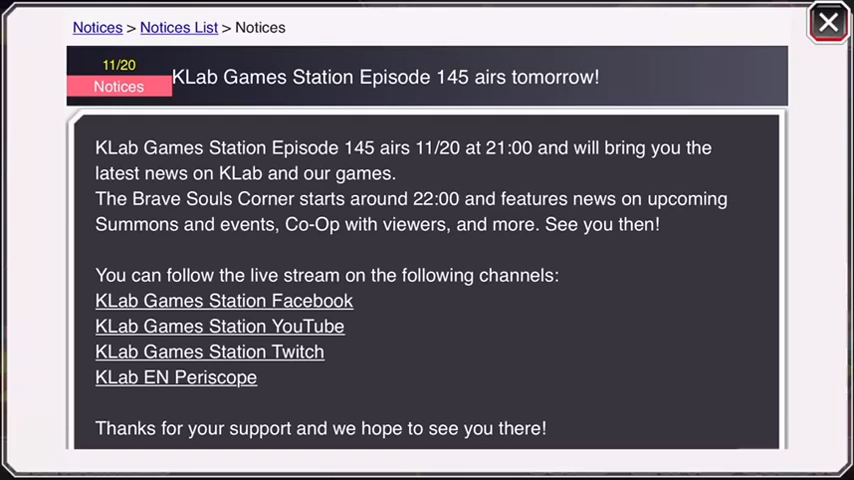 Notices > Notices List > Notices
11/20
Notices
KLab Games Station Episode 145 airs tomorrow!
KLab Games Station Episode 145 airs 11/20 at 21:00 and will bring you the
latest news on KLab and our games.
The Brave Souls Corner starts around 22:00 and features news on upcoming
Summons and events, Co-Op with viewers, and more. See you then!
You can follow the live stream on the following channels:
KLab Games Station Facebook
KLab Games Station YouTube
KLab Games Station Twitch
KLab EN Periscope
Thanks for your support and we hope to see you there!